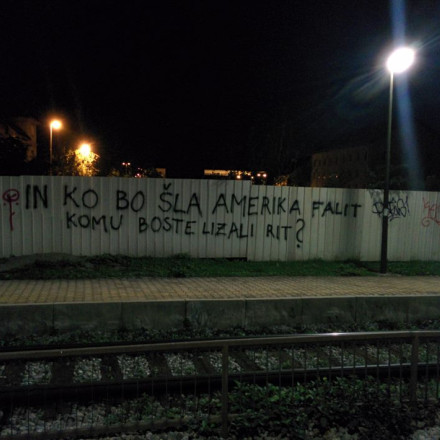 IN KO BO ŠLA AMERIKA FALIT
KOMU BOSTE LIZALI RIT?